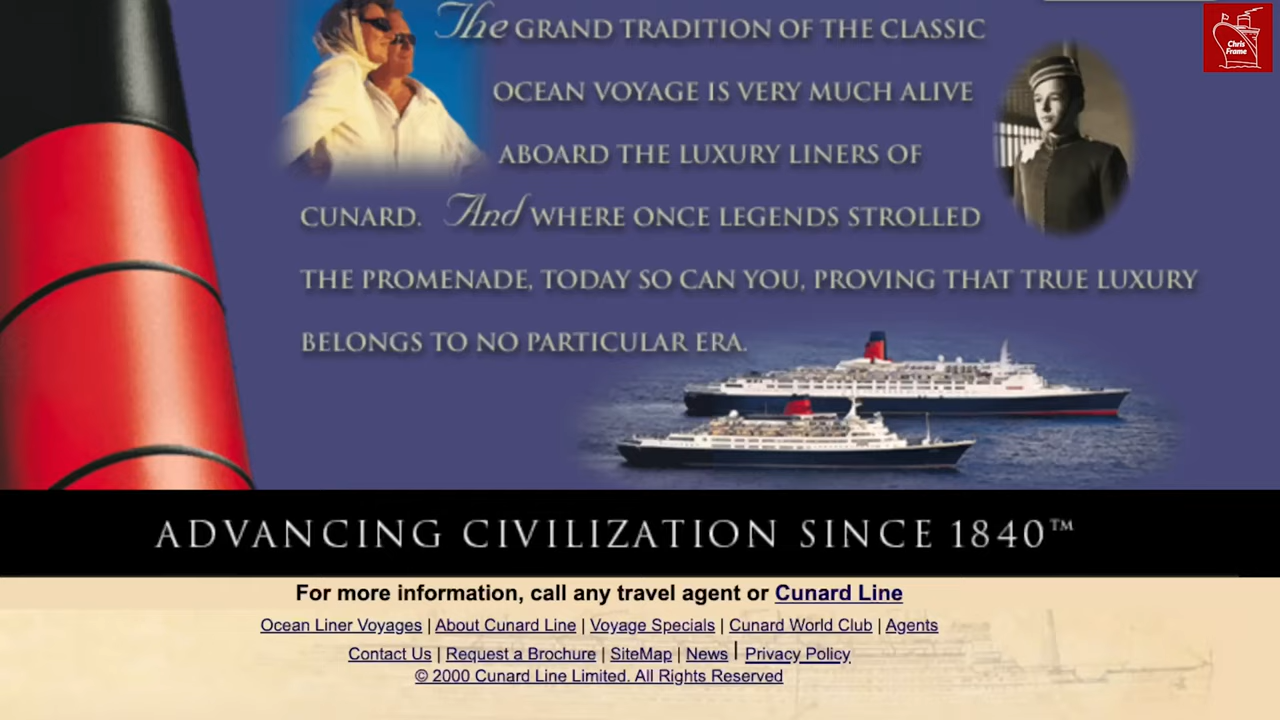 The GRAND TRADITION OF THE CLASSIC
OCEAN VOYAGE IS VERY MUCH ALIVE
ABOARD THE LUXURY LINERS OF
CUNARD. And WHERE ONCE LEGENDS STROLLED
THE PROMENADE, TODAY SO CAN YOU, PROVING THAT TRUE LUXURY
BELONGS TO NO PARTICULAR ERA.
ADVANCING CIVILIZATION SINCE 1840™
For more information, call any travel agent or Cunard Line
Ocean Liner Voyages | About Cunard Line | Voyage Specials | Cunard World Club | Agents
Contact Us | Request a Brochure | SiteMap | News | Privacy Policy
© 2000 Cunard Line Limited. All Rights Reserved
Chris
Frame